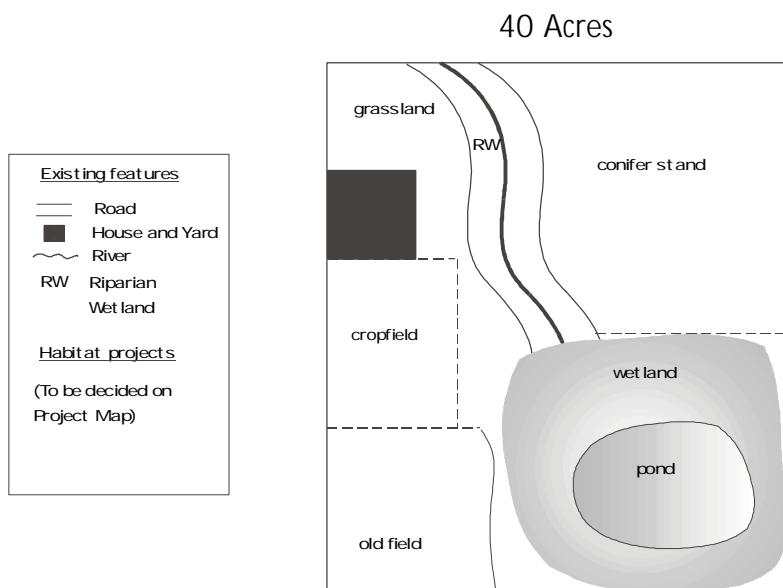 40 Acres
Existing features
Road
House and Yard
River
RW Riparian
Wetland
Habitat projects
(To be decided on
Project Map)
grassland
RW
conifer stand
cropfield
wetland
pond
old field